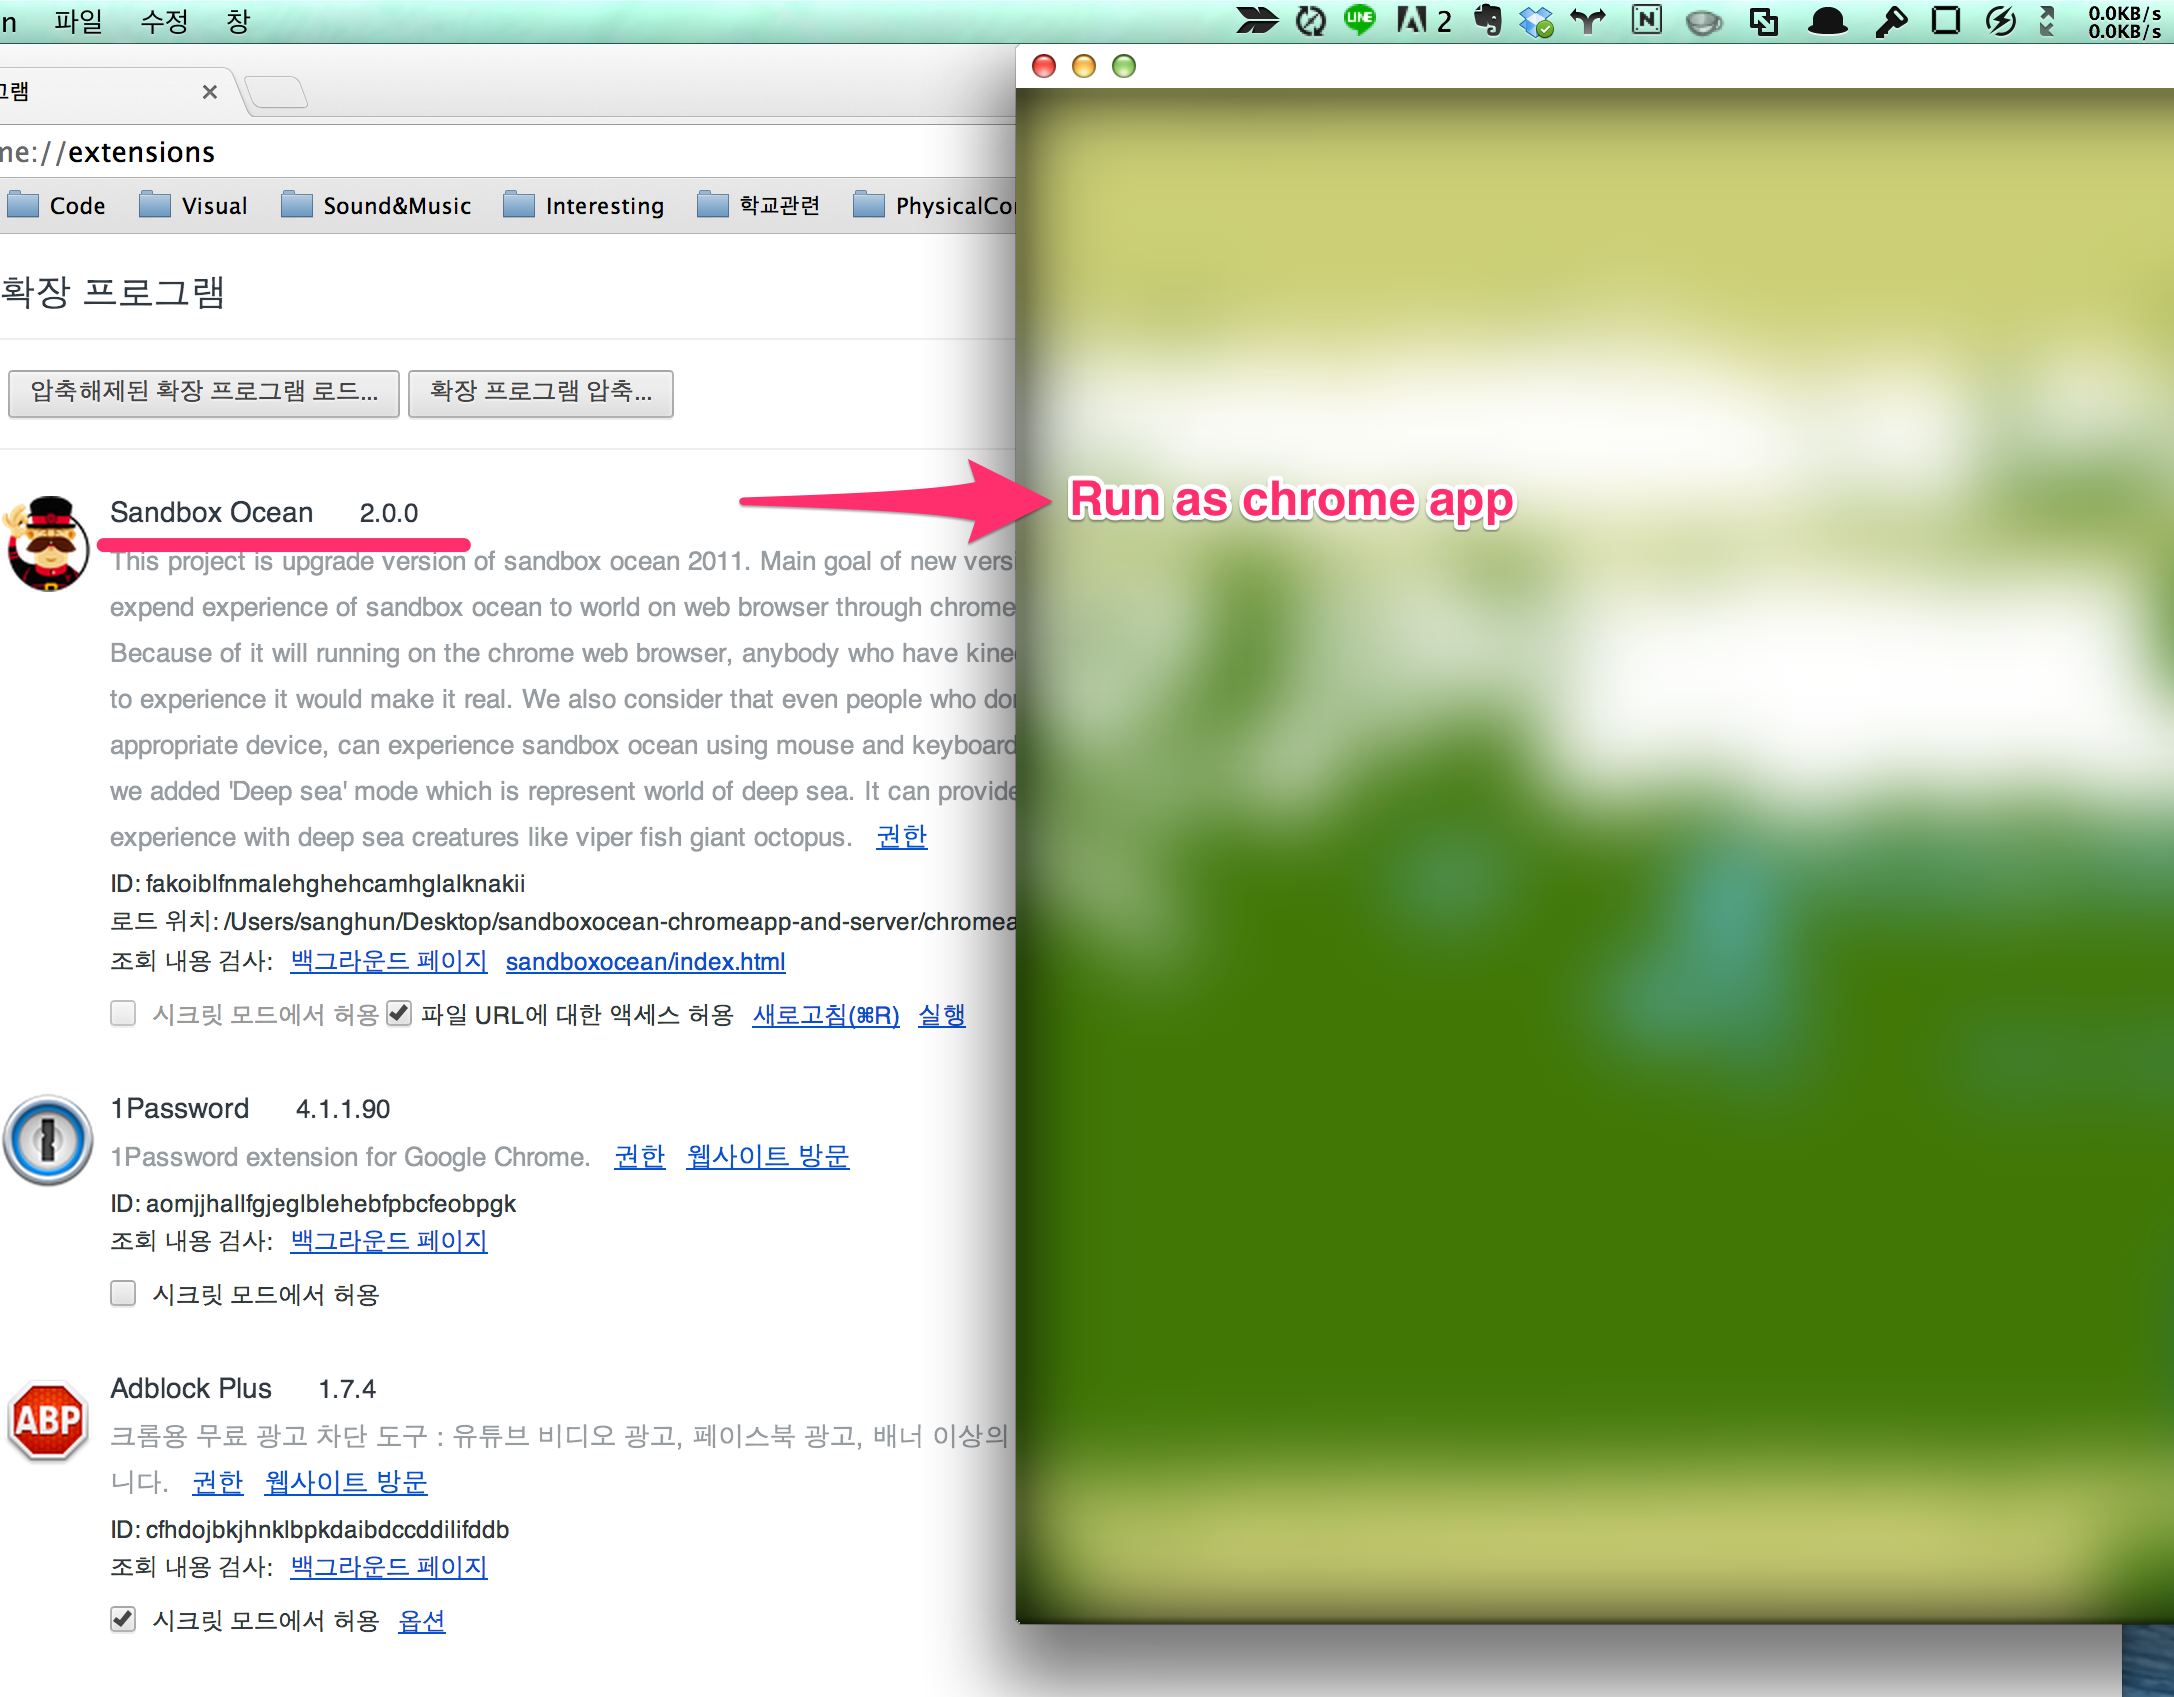 파일 수정 창
LINE
2
N
0.0KB/s
0.0KB/s
그램
me://extensions
Code Visual Sound&Music Interesting 학교관련 PhysicalCo
확장 프로그램
압축해제된 확장 프로그램 로드... 확장 프로그램 압축...
Sandbox Ocean 2.0.0
Run as chrome app
This project is upgrade version of sandbox ocean 2011. Main goal of new vers
expend experience of sandbox ocean to world on web browser through chrome
Because of it will running on the chrome web browser, anybody who have kine
to experience it would make it real. We also consider that even people who do
appropriate device, can experience sandbox ocean using mouse and keyboard
we added 'Deep sea' mode which is represent world of deep sea. It can provide
experience with deep sea creatures like viper fish giant octopus. 권한
ID: fakoiblfnmalehghehcamhglalknakii
로드 위치: /Users/sanghun/Desktop/sandboxocean-chromeapp-and-server/chromea
조회 내용 검사: 백그라운드 페이지 sandboxocean/index.html
시크릿 모드에서 허용 파일 URL에 대한 액세스 허용 새로고침(⌘R) 실행
1Password 4.1.1.90
1Password extension for Google Chrome. 권한 웹사이트 방문
ID: aomjjhallfgjeglblehebfpbcfeobpgk
조회 내용 검사: 백그라운드 페이지
시크릿 모드에서 허용
Adblock Plus 1.7.4
ABP
크롬용 무료 광고 차단 도구 : 유튜브 비디오 광고, 페이스북 광고, 배너 이상의
니다. 권한 웹사이트 방문
ID: cfhdojbkjhnklbpkdaibdccddilifddb
조회 내용 검사: 백그라운드 페이지
시크릿 모드에서 허용 옵션